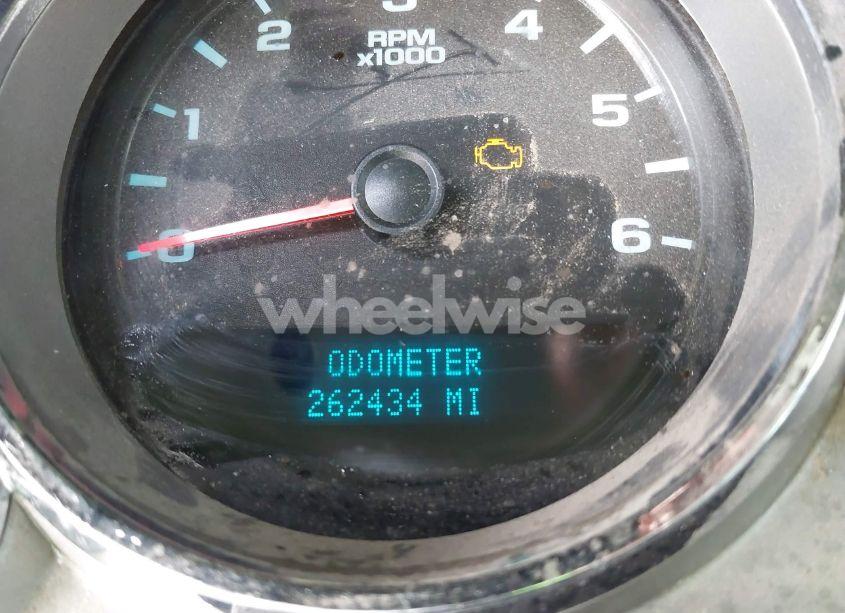 3
2
4
RPM
x1000
1
5
0
6
wheelwise
ODOMETER
262434 MI